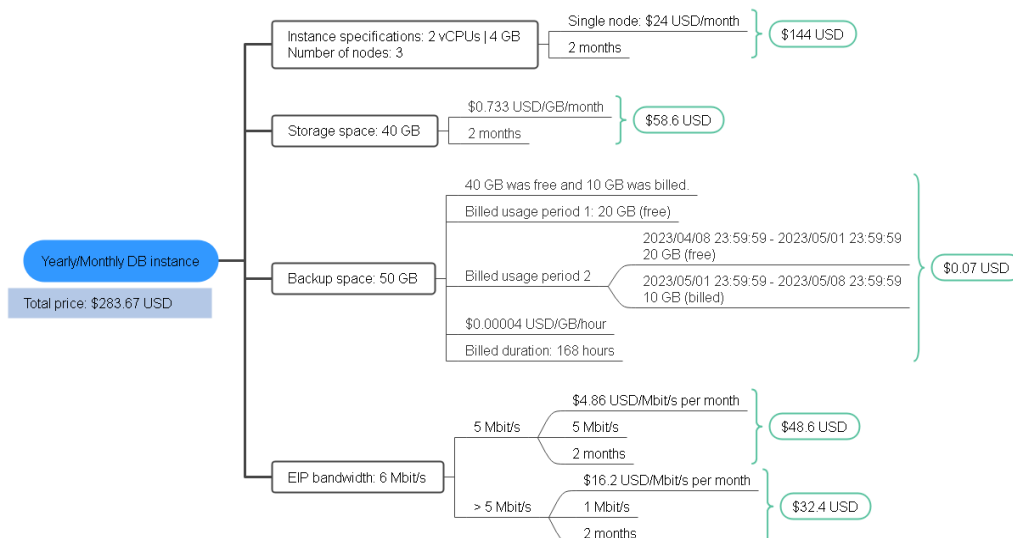 Yearly/Monthly DB instance
Total price: $283.67 USD
Instance specifications: 2 vCPUs | 4 GB
Number of nodes: 3
Single node: $24 USD/month
2 months
$144 USD
Storage space: 40 GB
$0.733 USD/GB/month
2 months
$58.6 USD
Backup space: 50 GB
40 GB was free and 10 GB was billed.
Billed usage period 1: 20 GB (free)
Billed usage period 2
2023/04/08 23:59:59 - 2023/05/01 23:59:59
20 GB (free)
2023/05/01 23:59:59 - 2023/05/08 23:59:59
10 GB (billed)
$0.00004 USD/GB/hour
Billed duration: 168 hours
$0.07 USD
EIP bandwidth: 6 Mbit/s
5 Mbit/s
$4.86 USD/Mbit/s per month
5 Mbit/s
2 months
$48.6 USD
> 5 Mbit/s
$16.2 USD/Mbit/s per month
1 Mbit/s
2 months
$32.4 USD